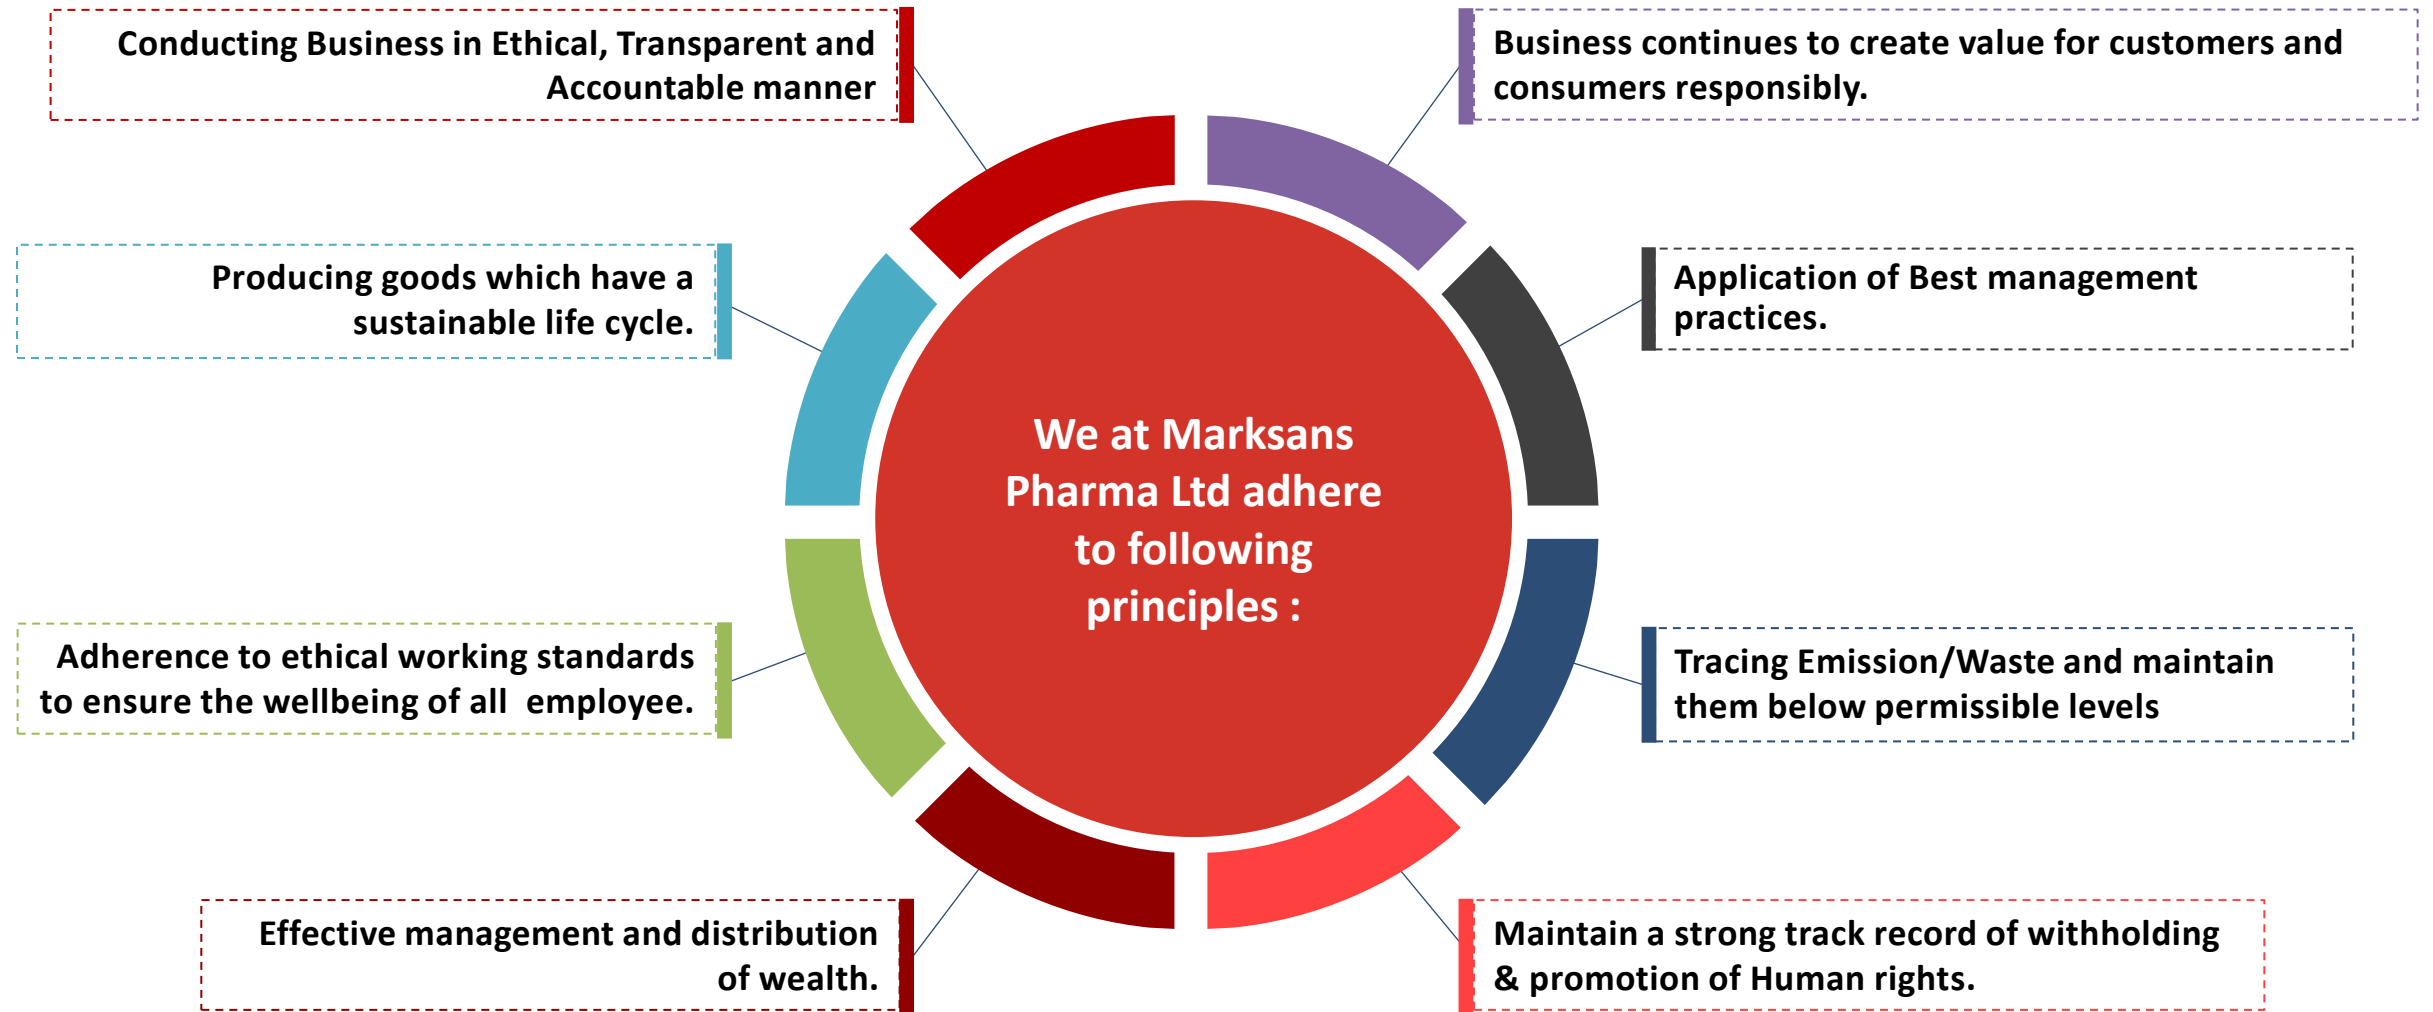 Conducting Business in Ethical, Transparent and
Accountable manner
Business continues to create value for customers and
consumers responsibly.
Producing goods which have a
sustainable life cycle.
Application of Best management
practices.
We at Marksans
Pharma Ltd adhere
to following
principles :
Adherence to ethical working standards
to ensure the wellbeing of all  employee.
Tracing Emission/Waste and maintain
them below permissible levels
Effective management and distribution
of wealth.
Maintain a strong track record of withholding
& promotion of Human rights.